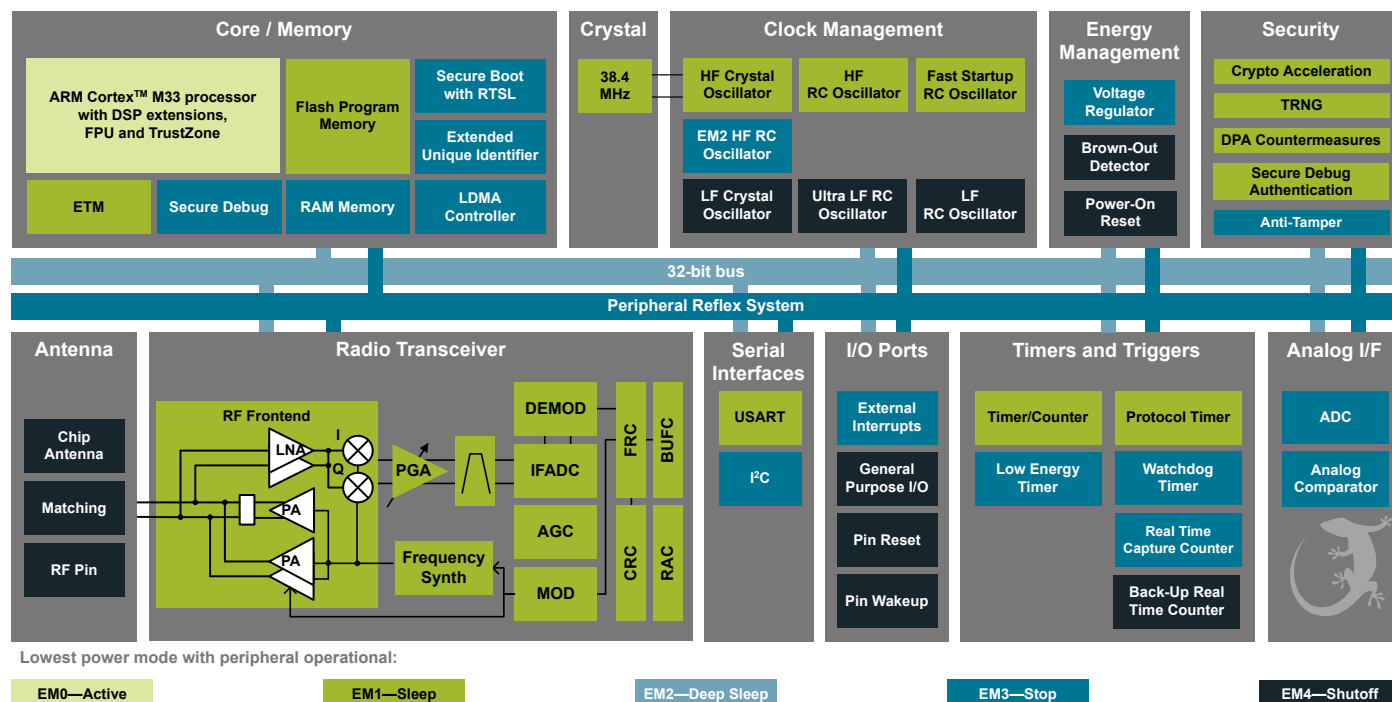 Core / Memory
ARM Cortex™ M33 processor
with DSP extensions,
FPU and TrustZone
Flash Program
Memory
Secure Boot
with RTSL
Extended
Unique Identifier
ETM
Secure Debug
RAM Memory
LDMA
Controller
Crystal
38.4
MHz
Clock Management
HF Crystal
Oscillator
HF
RC Oscillator
Fast Startup
RC Oscillator
EM2 HF RC
Oscillator
LF Crystal
Oscillator
Ultra LF RC
Oscillator
LF
RC Oscillator
Energy
Management
Voltage
Regulator
Brown-Out
Detector
Power-On
Reset
Security
Crypto Acceleration
TRNG
DPA Countermeasures
Secure Debug
Authentication
Anti-Tamper
32-bit bus
Peripheral Reflex System
Antenna
Chip
Antenna
Matching
RF Pin
Radio Transceiver
RF Frontend
LNA
I
Q
PA
PA
PGA
Frequency
Synth
DEMOD
IFADC
AGC
MOD
FRC
BUFC
CRC
RAC
Serial
Interfaces
USART
I²C
I/O Ports
External
Interrupts
General
Purpose I/O
Pin Reset
Pin Wakeup
Timers and Triggers
Timer/Counter
Protocol Timer
Low Energy
Timer
Watchdog
Timer
Real Time
Capture Counter
Back-Up Real
Time Counter
Analog I/F
ADC
Analog
Comparator
Lowest power mode with peripheral operational:
EM0—Active
EM1—Sleep
EM2—Deep Sleep
EM3—Stop
EM4—Shutoff